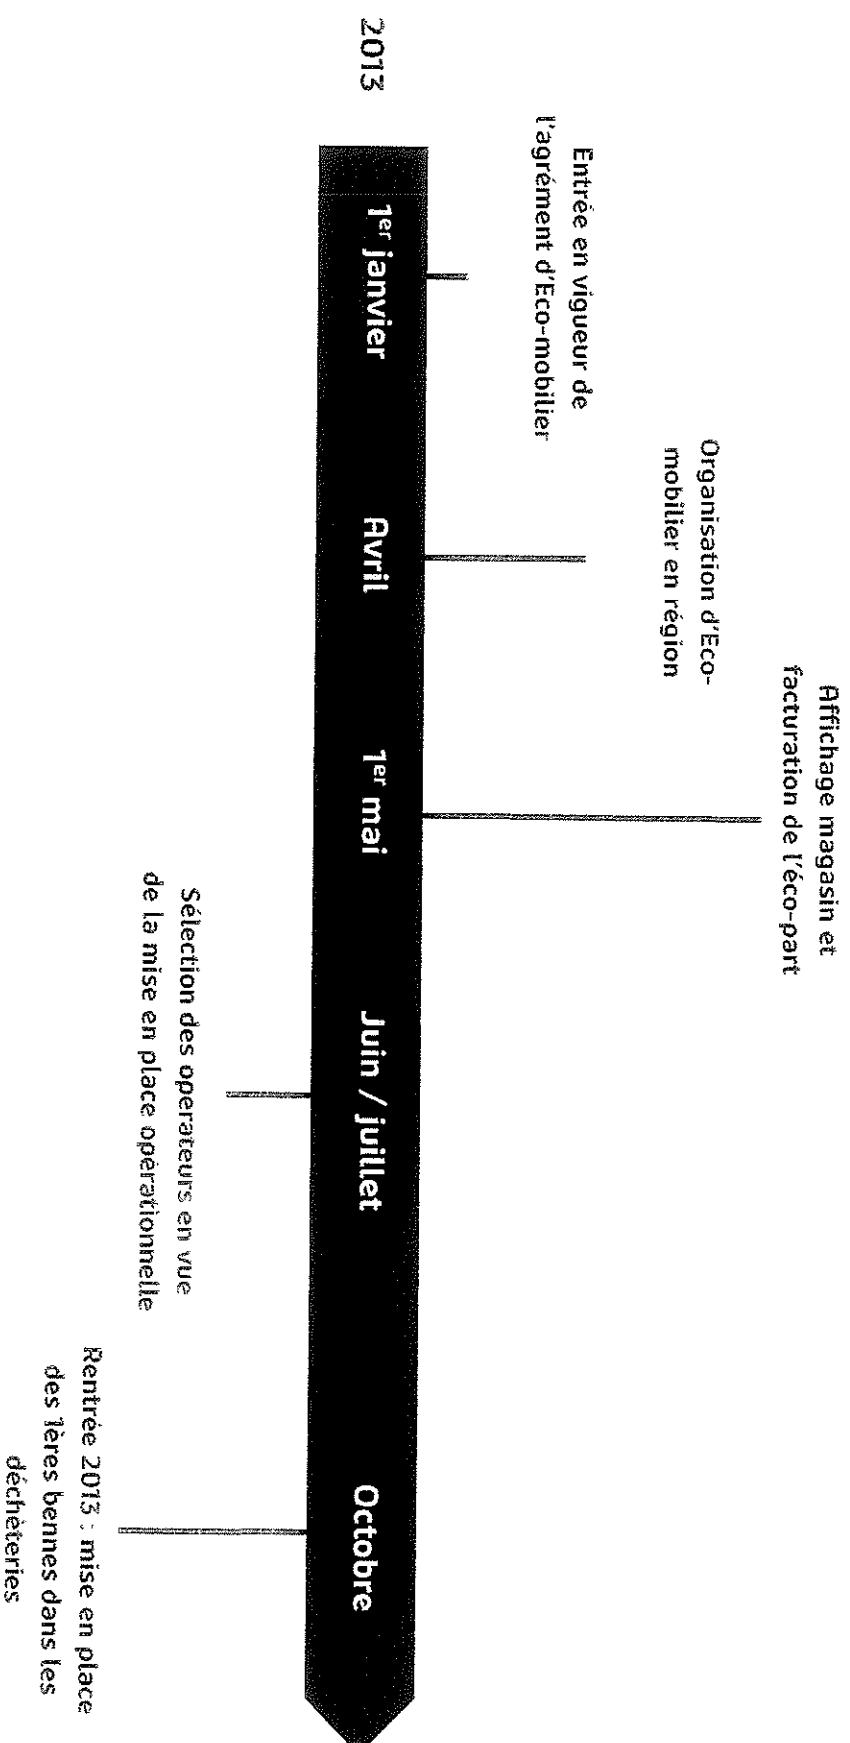 2013
1er janvier
Avril
1er mai
Juin / juillet
Octobre
Entrée en vigueur de
l'agrément d'Eco-mobilier
Organisation d'Eco-
mobilier en région
Affichage magasin et
facturation de l'éco-part
Sélection des operateurs en vue
de la mise en place opérationnelle
Rentrée 2013 : mise en place
des 1ères bennes dans les
déchèteries